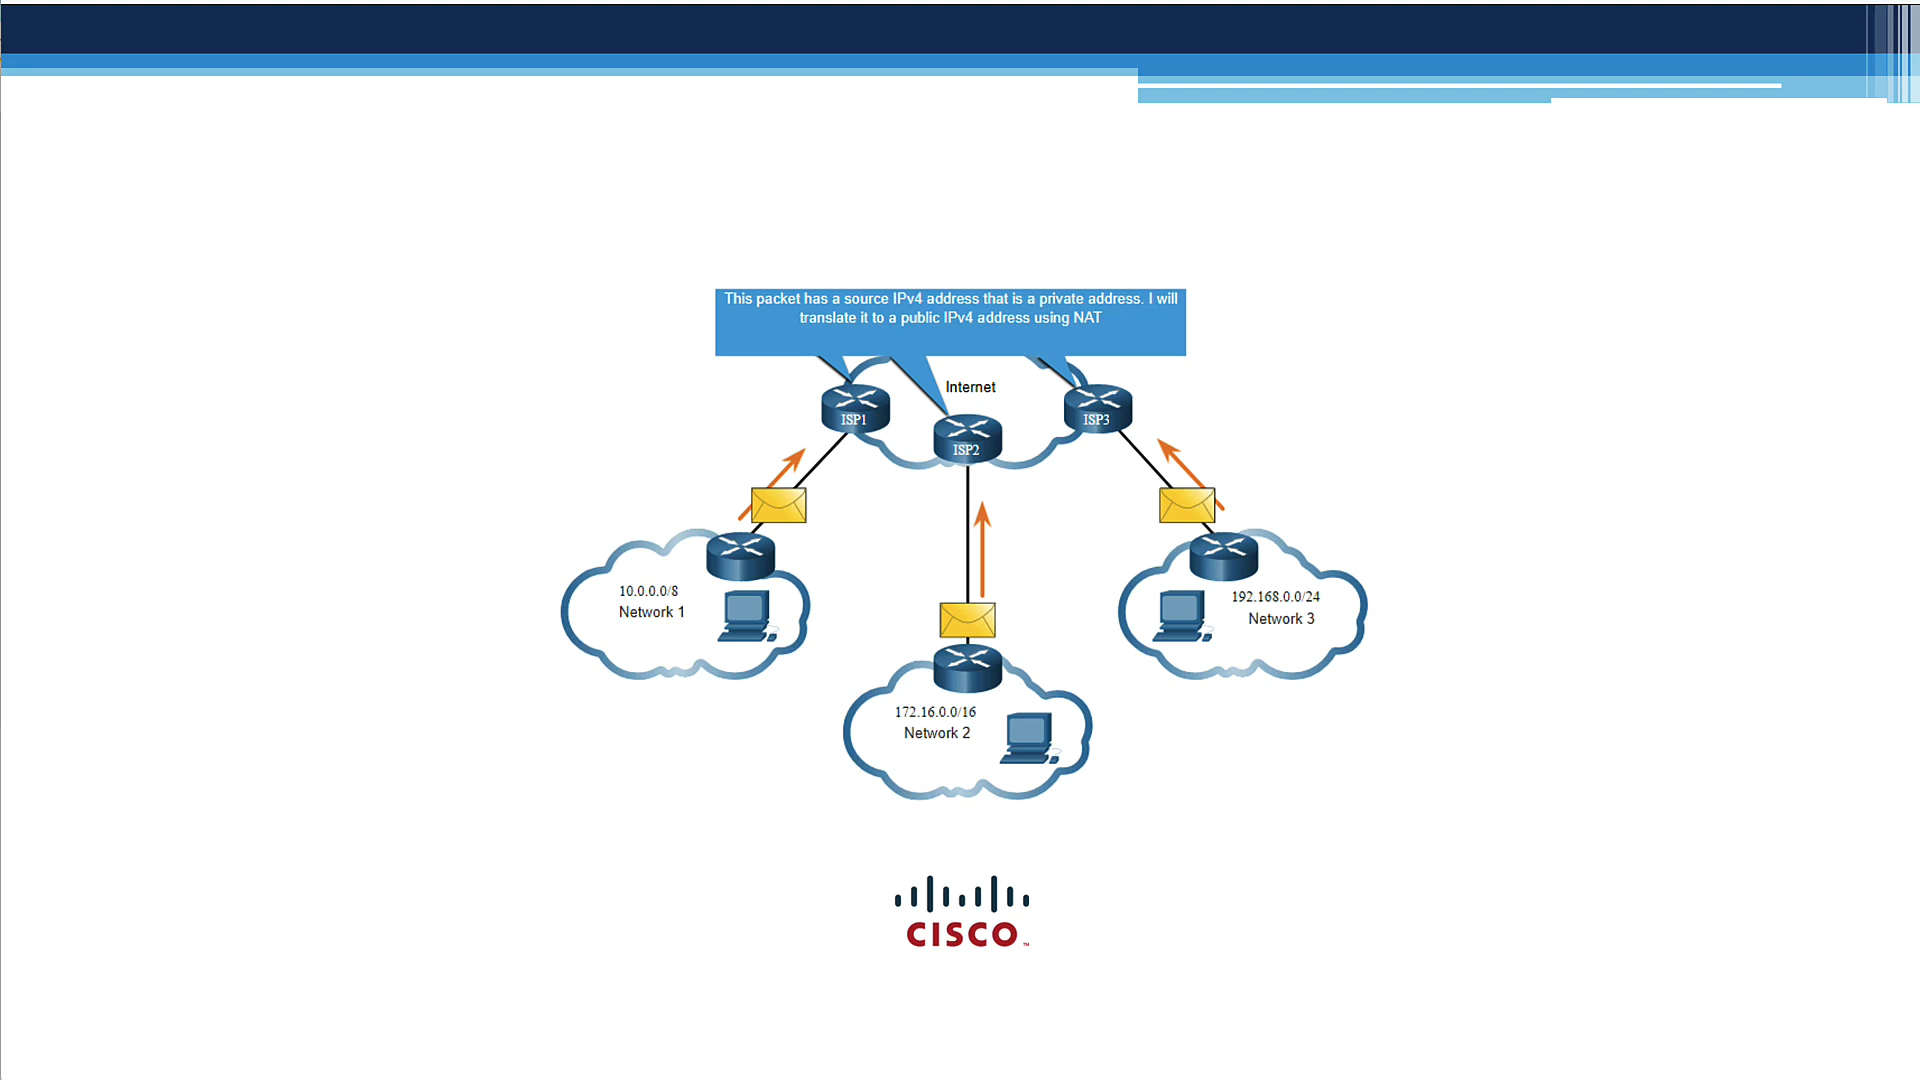 This packet has a source IPv4 address that is a private address. I will
translate it to a public IPv4 address using NAT
Internet
ISP1
ISP2
ISP3
10.0.0.0/8
Network 1
192.168.0.0/24
Network 3
172.16.0.0/16
Network 2
CISCO™